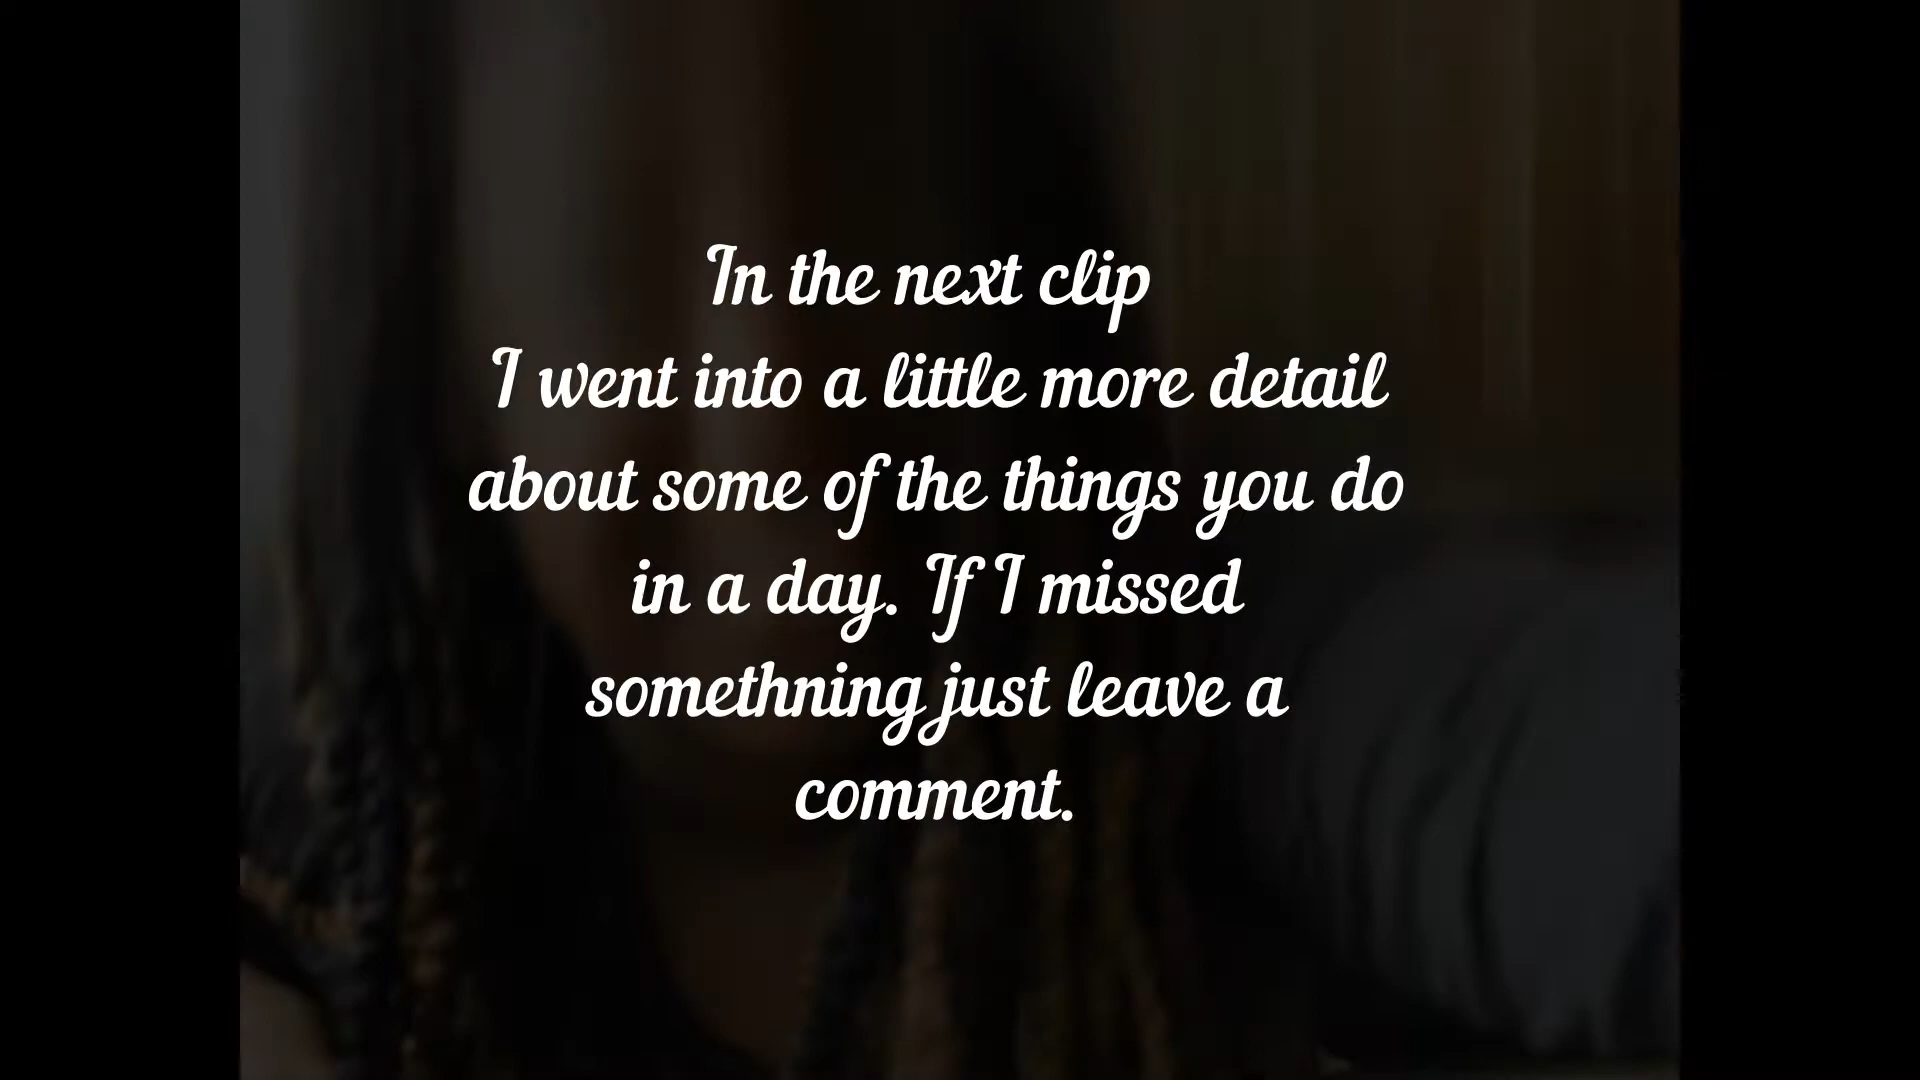 In the next clip
I went into a little more detail
about some of the things you do
in a day. If I missed
somethning just leave a
comment.